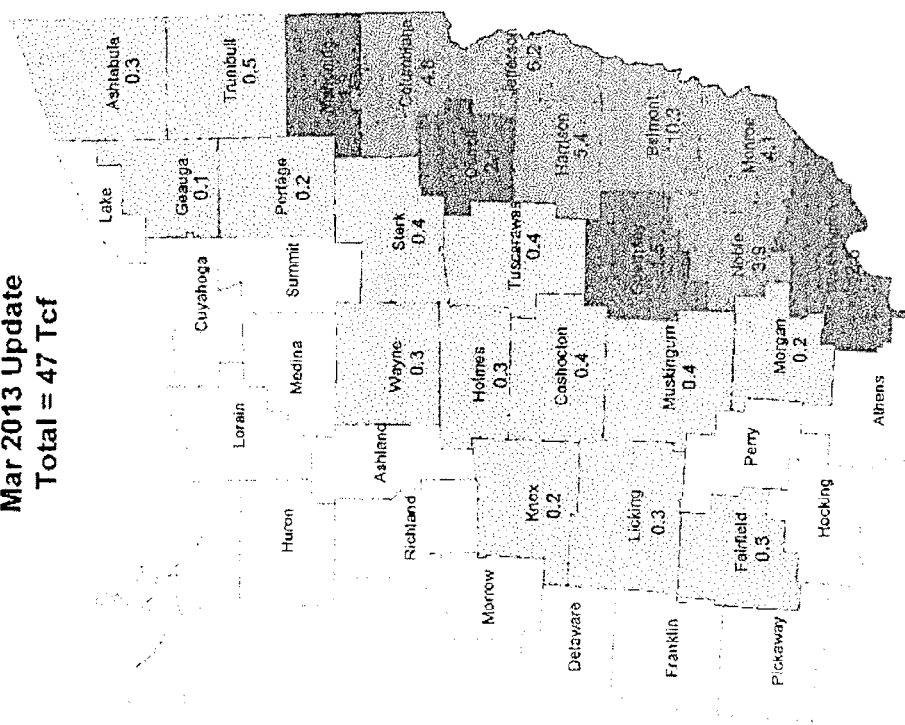 Mar 2013 Update
Total = 47 Tcf
Ashtabula
0.3
Lake
Geauga
0.1
Trumbull
0.5
Cuyahoga
Lorain
Portage
0.2
Summit
Medina
Huron
Columbiana
Stark
0.4
Wayne
0.3
Ashland
Richland
Carroll
Jefferson
Tuscarawas
0.4
Holmes
0.3
Harrison
5.4
Coshocton
0.4
Knox
0.2
Morrow
Belmont
10.3
Delaware
Muskingum
0.4
Licking
0.3
Monroe
4.1
Noble
3.9
Franklin
Morgan
0.2
Perry
Fairfield
0.3
Pickaway
Hocking
Athens